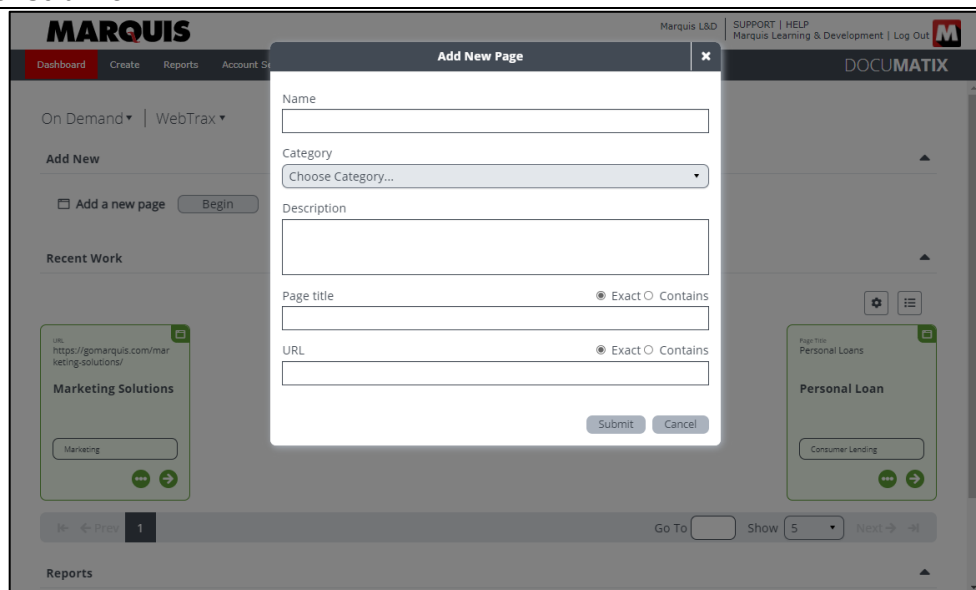 MARQUIS
Marquis L&D
SUPPORT | HELP
Marquis Learning & Development | Log Out
M
Dashboard Create Reports Account Se
DOCUMATIX
Add New Page
x
On Demand ▾ | WebTrax ▾
Add New
Add a new page Begin
Name
Category
Choose Category...
Description
Page title Exact Contains
URL Exact Contains
Submit Cancel
Recent Work
URL
https://gomarquis.com/mar
keting-solutions/
Marketing Solutions
Marketing
Page Title
Personal Loans
Personal Loan
Consumer Lending
Prev 1 Go To Show 5 Next
Reports